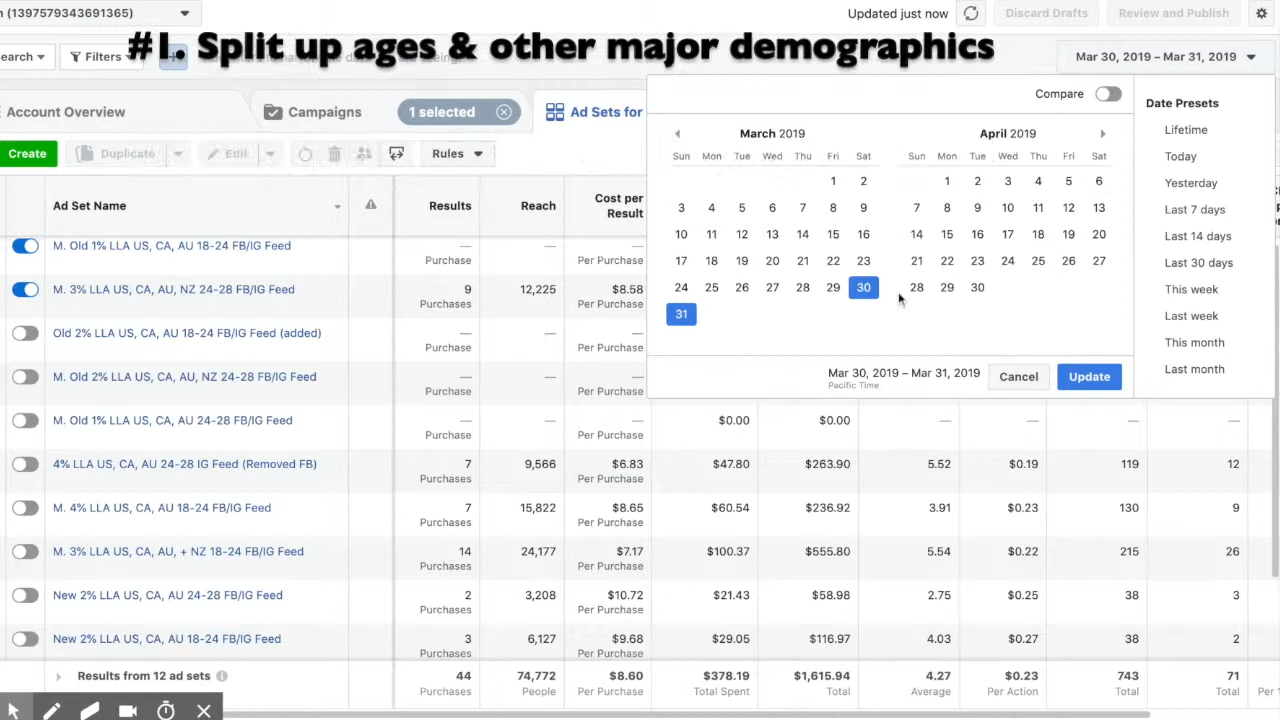 n (1397579343691365)
Updated just now
Discard Drafts
Review and Publish
#1. Split up ages & other major demographics
earch
Filters
Mar 30, 2019 – Mar 31, 2019
Account Overview
Campaigns
1 selected
Ad Sets for
Create
Duplicate
Edit
Rules
Compare
March 2019
Sun Mon Tue Wed Thu Fri Sat
1 2
3 4 5 6 7 8 9
10 11 12 13 14 15 16
17 18 19 20 21 22 23
24 25 26 27 28 29 30
31
April 2019
Sun Mon Tue Wed Thu Fri Sat
1 2 3 4 5 6
7 8 9 10 11 12 13
14 15 16 17 18 19 20
21 22 23 24 25 26 27
28 29 30
Mar 30, 2019 – Mar 31, 2019
Pacific Time
Cancel
Update
Date Presets
Lifetime
Today
Yesterday
Last 7 days
Last 14 days
Last 30 days
This week
Last week
This month
Last month
Ad Set Name Results Reach Cost per Result
M. Old 1% LLA US, CA, AU 18-24 FB/IG Feed — — —
Purchase Per Purchase
M. 3% LLA US, CA, AU, NZ 24-28 FB/IG Feed 9 12,225 $8.58
Purchases Per Purchase
Old 2% LLA US, CA, AU 18-24 FB/IG Feed (added) — — —
Purchase Per Purchase
M. Old 2% LLA US, CA, AU, NZ 24-28 FB/IG Feed — — —
Purchase Per Purchase
M. Old 1% LLA US, CA, AU 24-28 FB/IG Feed — — — $0.00 $0.00 — — — —
Purchase Per Purchase
4% LLA US, CA, AU 24-28 IG Feed (Removed FB) 7 9,566 $6.83 $47.80 $263.90 5.52 $0.19 119 12
Purchases Per Purchase
M. 4% LLA US, CA, AU 18-24 FB/IG Feed 7 15,822 $8.65 $60.54 $236.92 3.91 $0.23 130 9
Purchases Per Purchase
M. 3% LLA US, CA, AU, + NZ 18-24 FB/IG Feed 14 24,177 $7.17 $100.37 $555.80 5.54 $0.22 215 26
Purchases Per Purchase
New 2% LLA US, CA, AU 24-28 FB/IG Feed 2 3,208 $10.72 $21.43 $58.98 2.75 $0.25 38 3
Purchases Per Purchase
New 2% LLA US, CA, AU 18-24 FB/IG Feed 3 6,127 $9.68 $29.05 $116.97 4.03 $0.27 38 2
Purchases Per Purchase
Results from 12 ad sets 44 74,772 $8.60 $378.19 $1,615.94 4.27 $0.23 743 71
Purchases People Per Purchase Total Spent Total Average Per Action Total Total Per 1